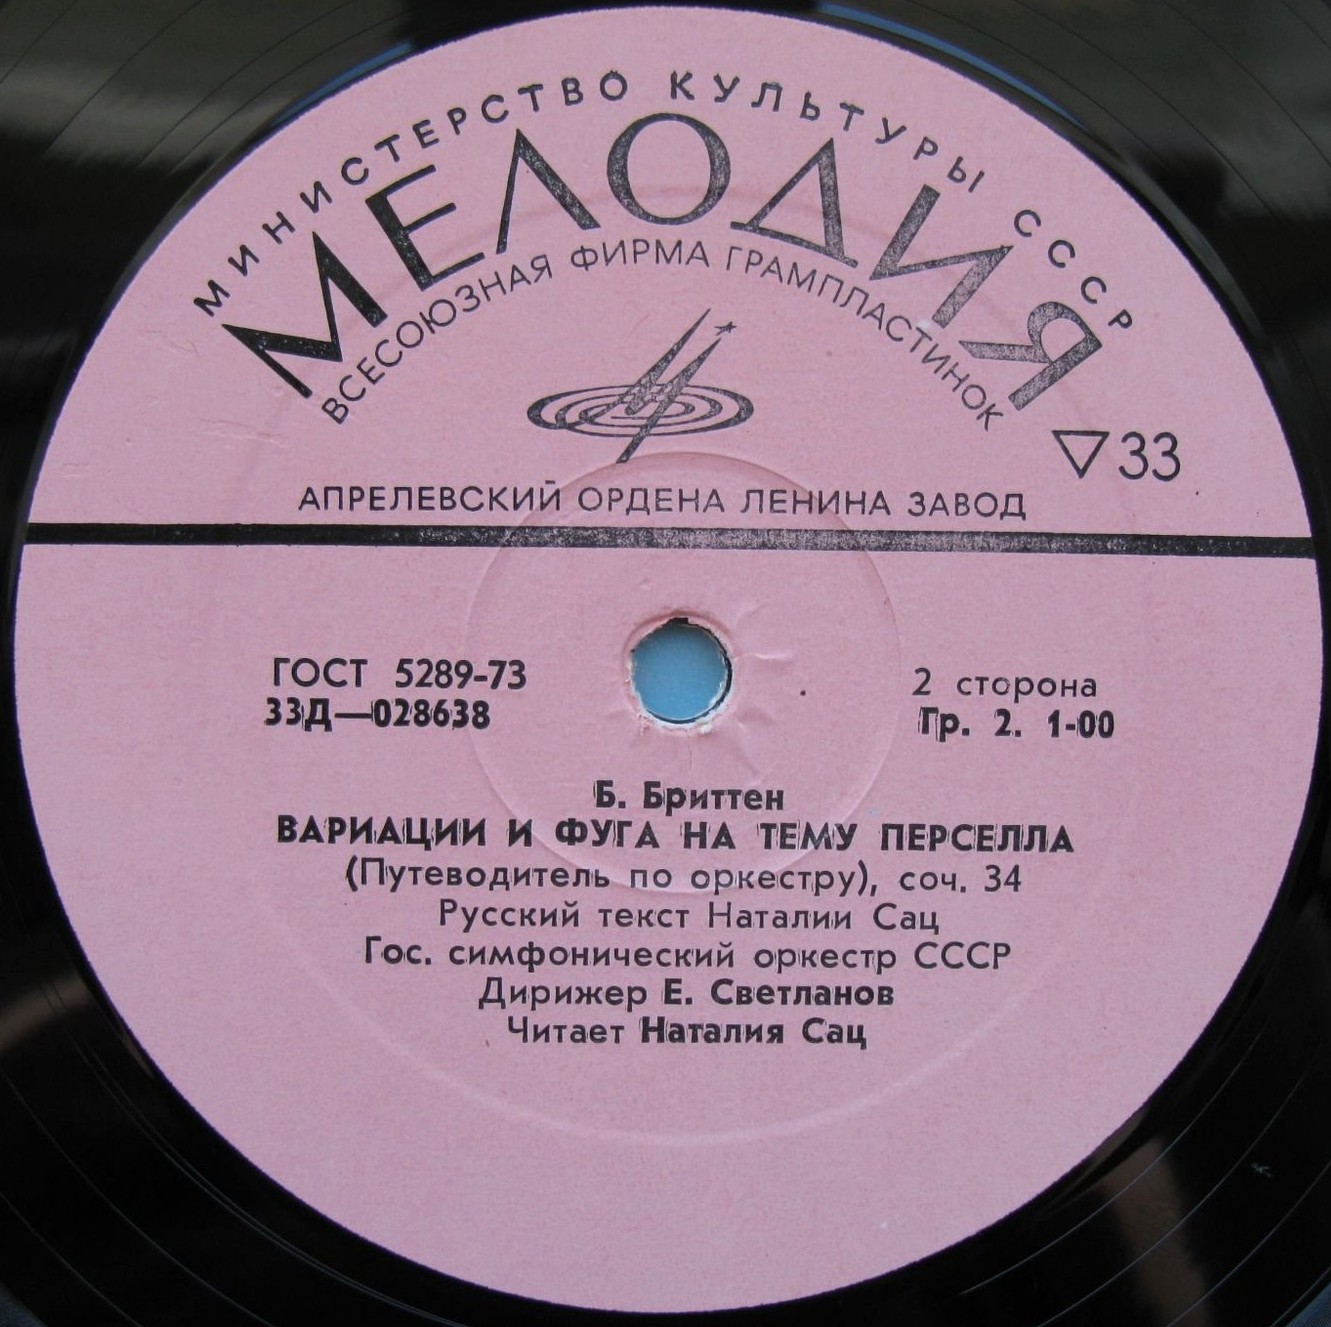 МИНИСТЕРСТВО КУЛЬТУРЫ СССР
МЕЛОДИЯ
ВСЕСОЮЗНАЯ ФИРМА ГРАМПЛАСТИНОК
33
АПРЕЛЕВСКИЙ ОРДЕНА ЛЕНИНА ЗАВОД
ГОСТ 5289-73
33Д—028638
2 сторона
Гр. 2. 1-00
Б. Бриттен
ВАРИАЦИИ И ФУГА НА ТЕМУ ПЕРСЕЛЛА
(Путеводитель по оркестру), соч. 34
Русский текст Наталии Сац
Гос. симфонический оркестр СССР
Дирижер Е. Светланов
Читает Наталия Сац